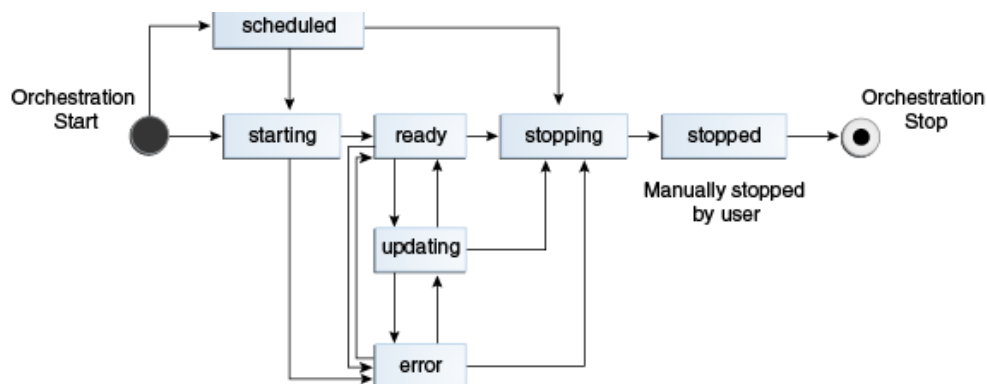 scheduled
Orchestration
Start
starting
ready
stopping
stopped
Orchestration
Stop
Manually stopped
by user
updating
error